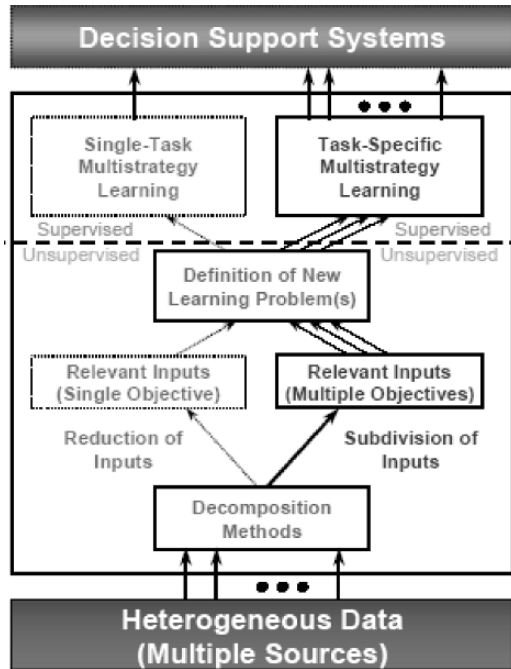 Decision Support Systems
Single-Task
Multistrategy
Learning
Task-Specific
Multistrategy
Learning
Supervised
Supervised
Unsupervised
Unsupervised
Definition of New
Learning Problem(s)
Relevant Inputs
(Single Objective)
Relevant Inputs
(Multiple Objectives)
Reduction of
Inputs
Subdivision of
Inputs
Decomposition
Methods
Heterogeneous Data
(Multiple Sources)